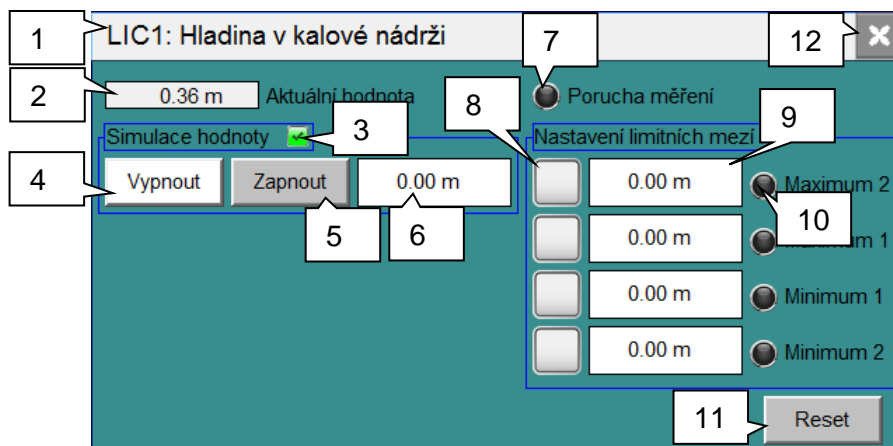 1
LIC1: Hladina v kalové nádrži
7
12
2
0.36 m
Aktuální hodnota
Porucha měření
8
9
3
Simulace hodnoty
Nastavení limitních mezí
4
Vypnout
Zapnout
0.00 m
0.00 m
Maximum 2
5
6
10
0.00 m
1
0.00 m
Minimum 1
0.00 m
Minimum 2
11
Reset